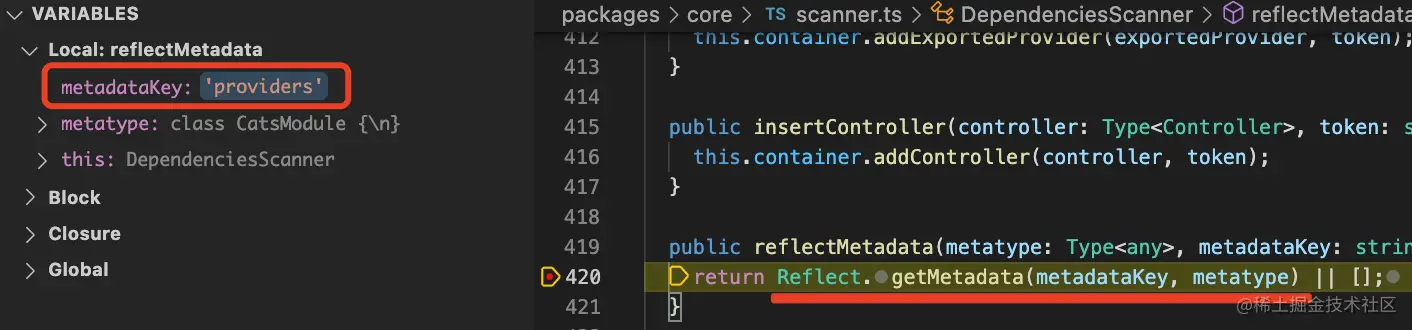 VARIABLES
Local: reflectMetadata
metadataKey: 'providers'
metatype: class CatsModule {\n}
this: DependenciesScanner
Block
Closure
Global
packages > core > TS scanner.ts > DependenciesScanner > reflectMetadata
412 this.container.addExportedProvider(exportedProvider, token);
413 }
414
415 public insertController(controller: Type<Controller>, token: s
416 this.container.addController(controller, token);
417 }
418
419 public reflectMetadata(metatype: Type<any>, metadataKey: strin
420 return Reflect.getMetadata(metadataKey, metatype) || [];
421 }
@稀土掘金技术社区